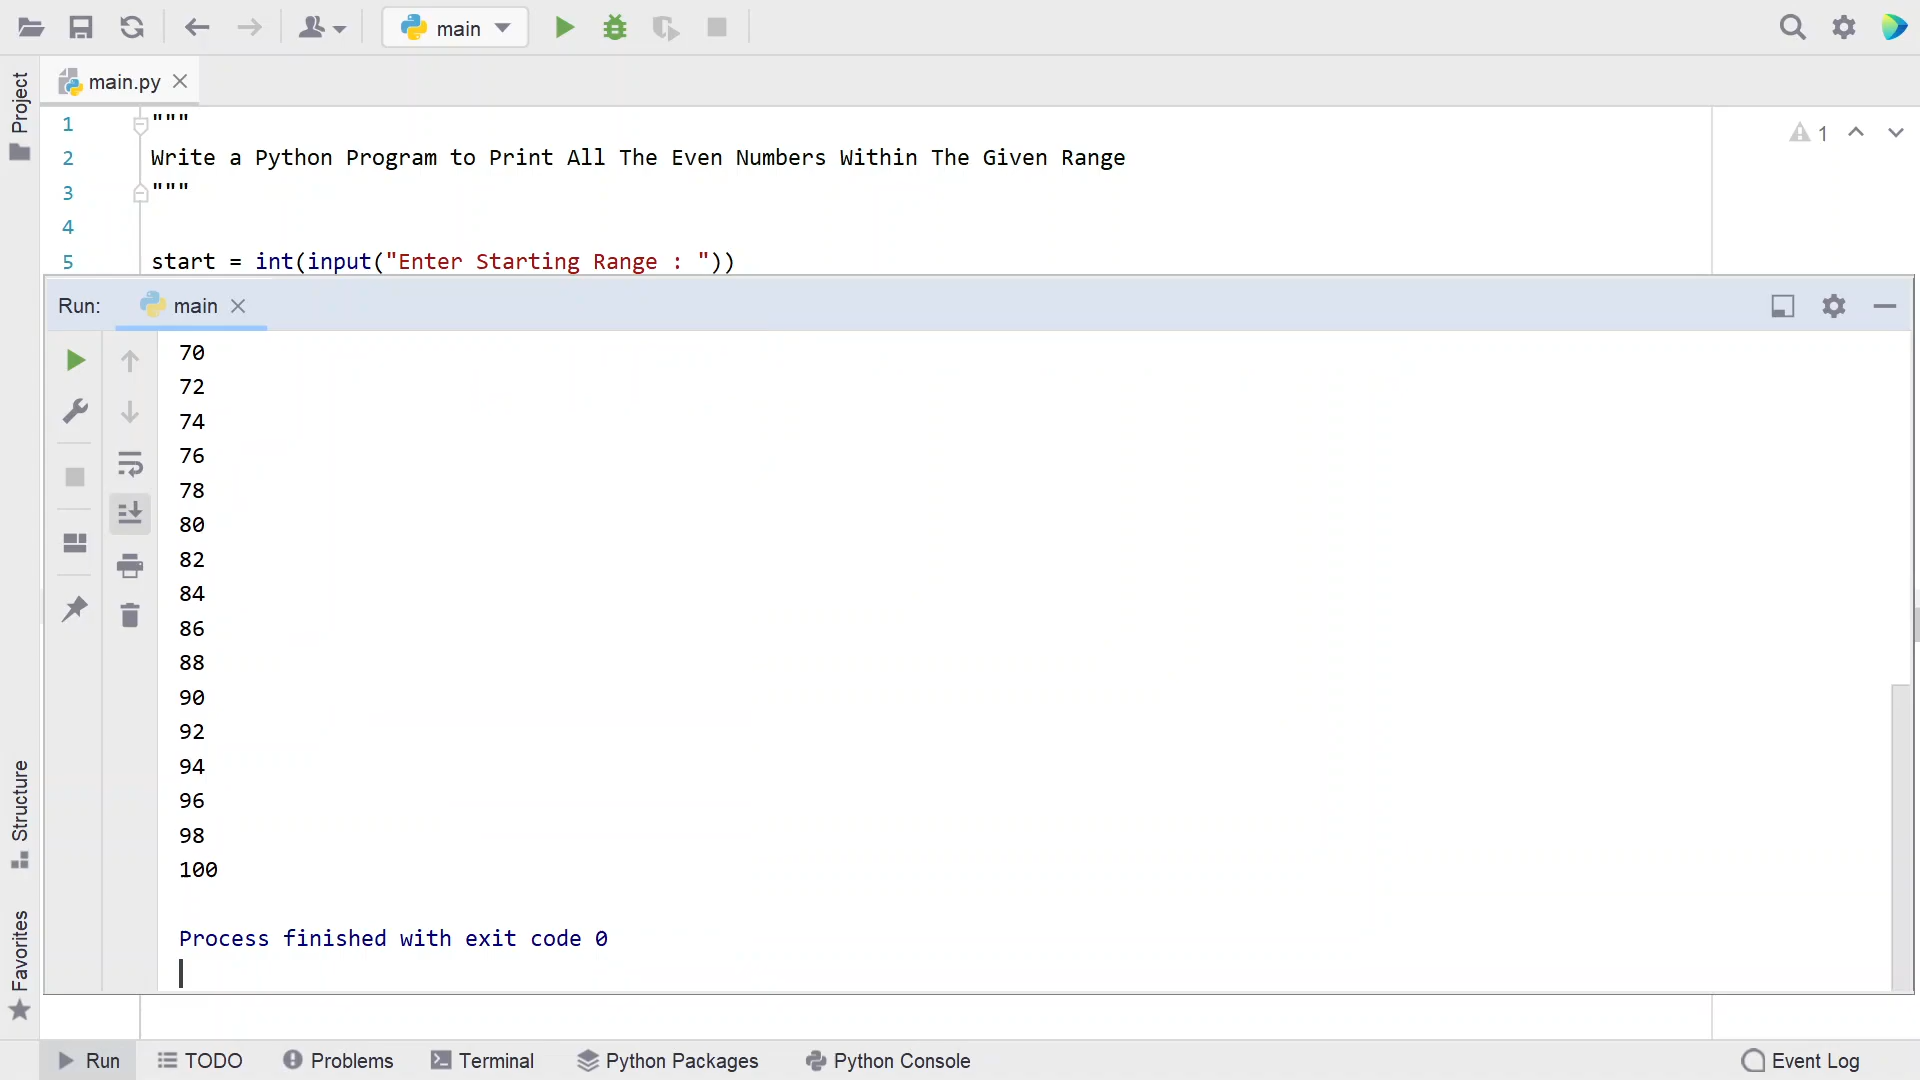 main
main.py
Project
1 """
1
2 Write a Python Program to Print All The Even Numbers Within The Given Range
3 """
4
5 start = int(input("Enter Starting Range : "))
Run: main
70
72
74
76
78
80
82
84
86
88
90
92
94
96
98
100
Process finished with exit code 0
Structure
Favorites
Run TODO Problems Terminal Python Packages Python Console Event Log